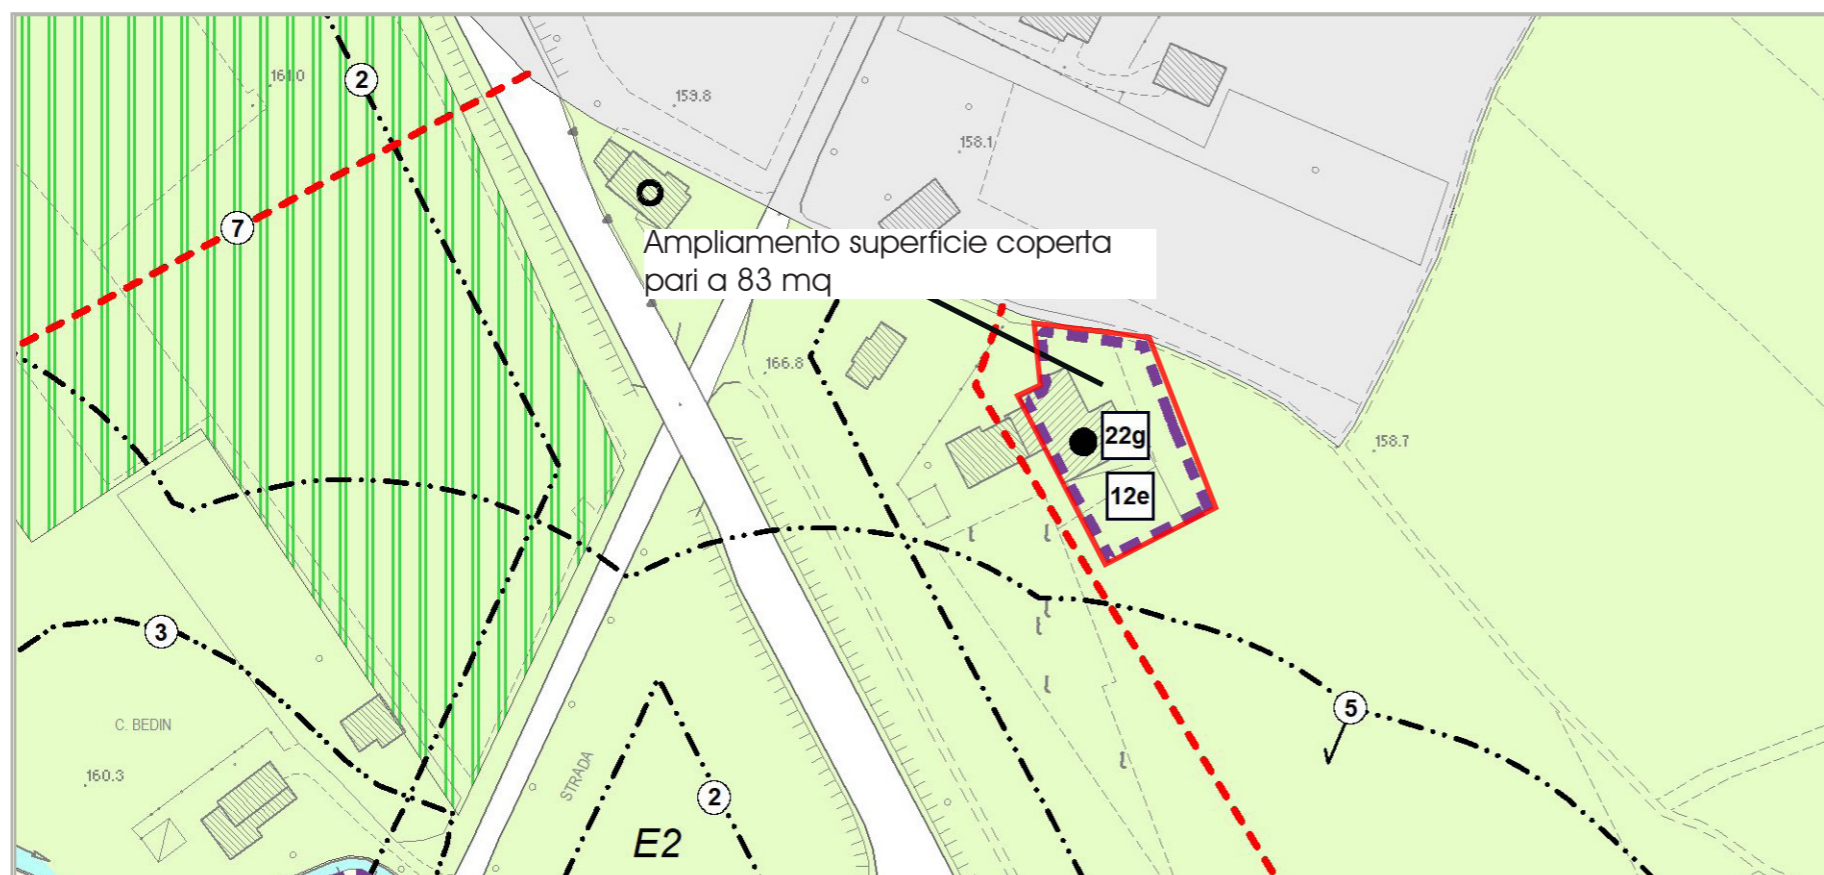 2
161.0
159.8
158.1
7
Ampliamento superficie coperta
pari a 83 mq
166.8
22g
158.7
12e
3
5
C. BEDIN
160.3
STRADA
2
E2